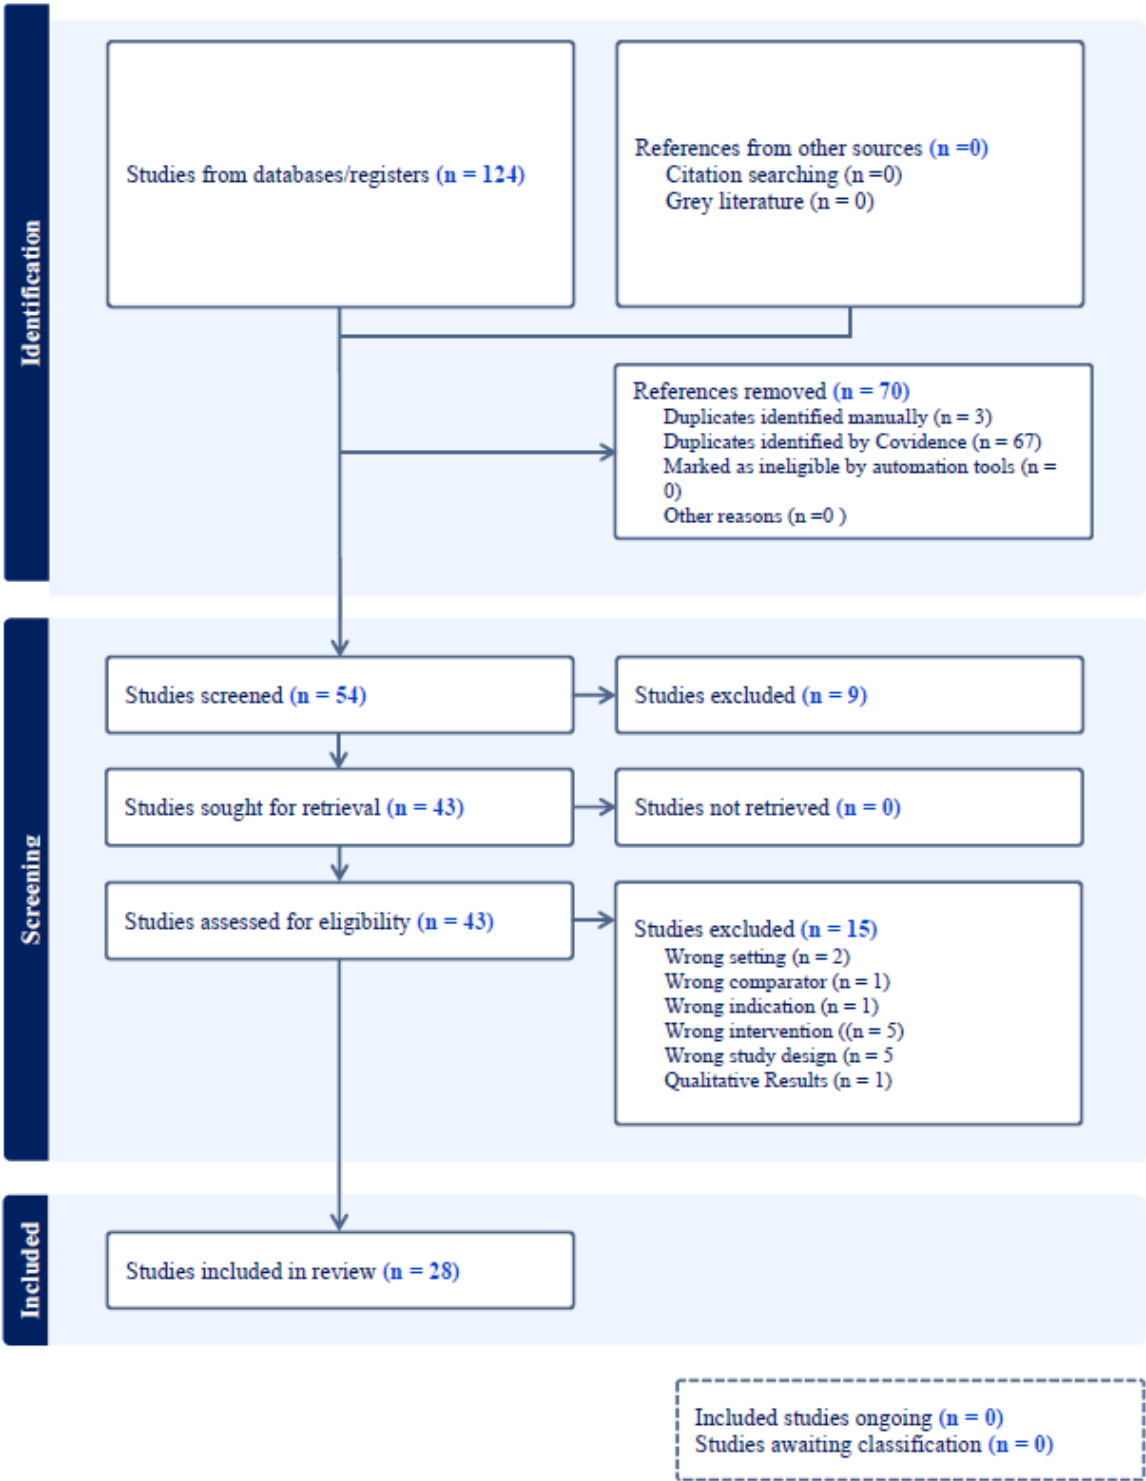 Identification
Studies from databases/registers (n = 124)
References from other sources (n =0)
Citation searching (n =0)
Grey literature (n = 0)
References removed (n = 70)
Duplicates identified manually (n = 3)
Duplicates identified by Covidence (n = 67)
Marked as ineligible by automation tools (n =
0)
Other reasons (n =0 )
Screening
Studies screened (n = 54)
Studies excluded (n = 9)
Studies sought for retrieval (n = 43)
Studies not retrieved (n = 0)
Studies assessed for eligibility (n = 43)
Studies excluded (n = 15)
Wrong setting (n = 2)
Wrong comparator (n = 1)
Wrong indication (n = 1)
Wrong intervention ((n = 5)
Wrong study design (n = 5
Qualitative Results (n = 1)
Included
Studies included in review (n = 28)
Included studies ongoing (n = 0)
Studies awaiting classification (n = 0)